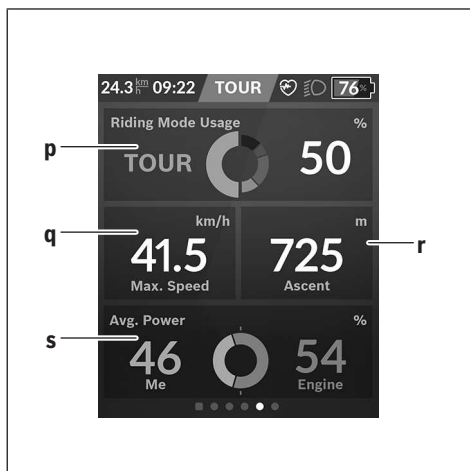 24.3 km/h 09:22 TOUR 76%
Riding Mode Usage %
p TOUR 50
q km/h m
41.5 725 r
Max. Speed Ascent
Avg. Power %
s 46 54
Me Engine